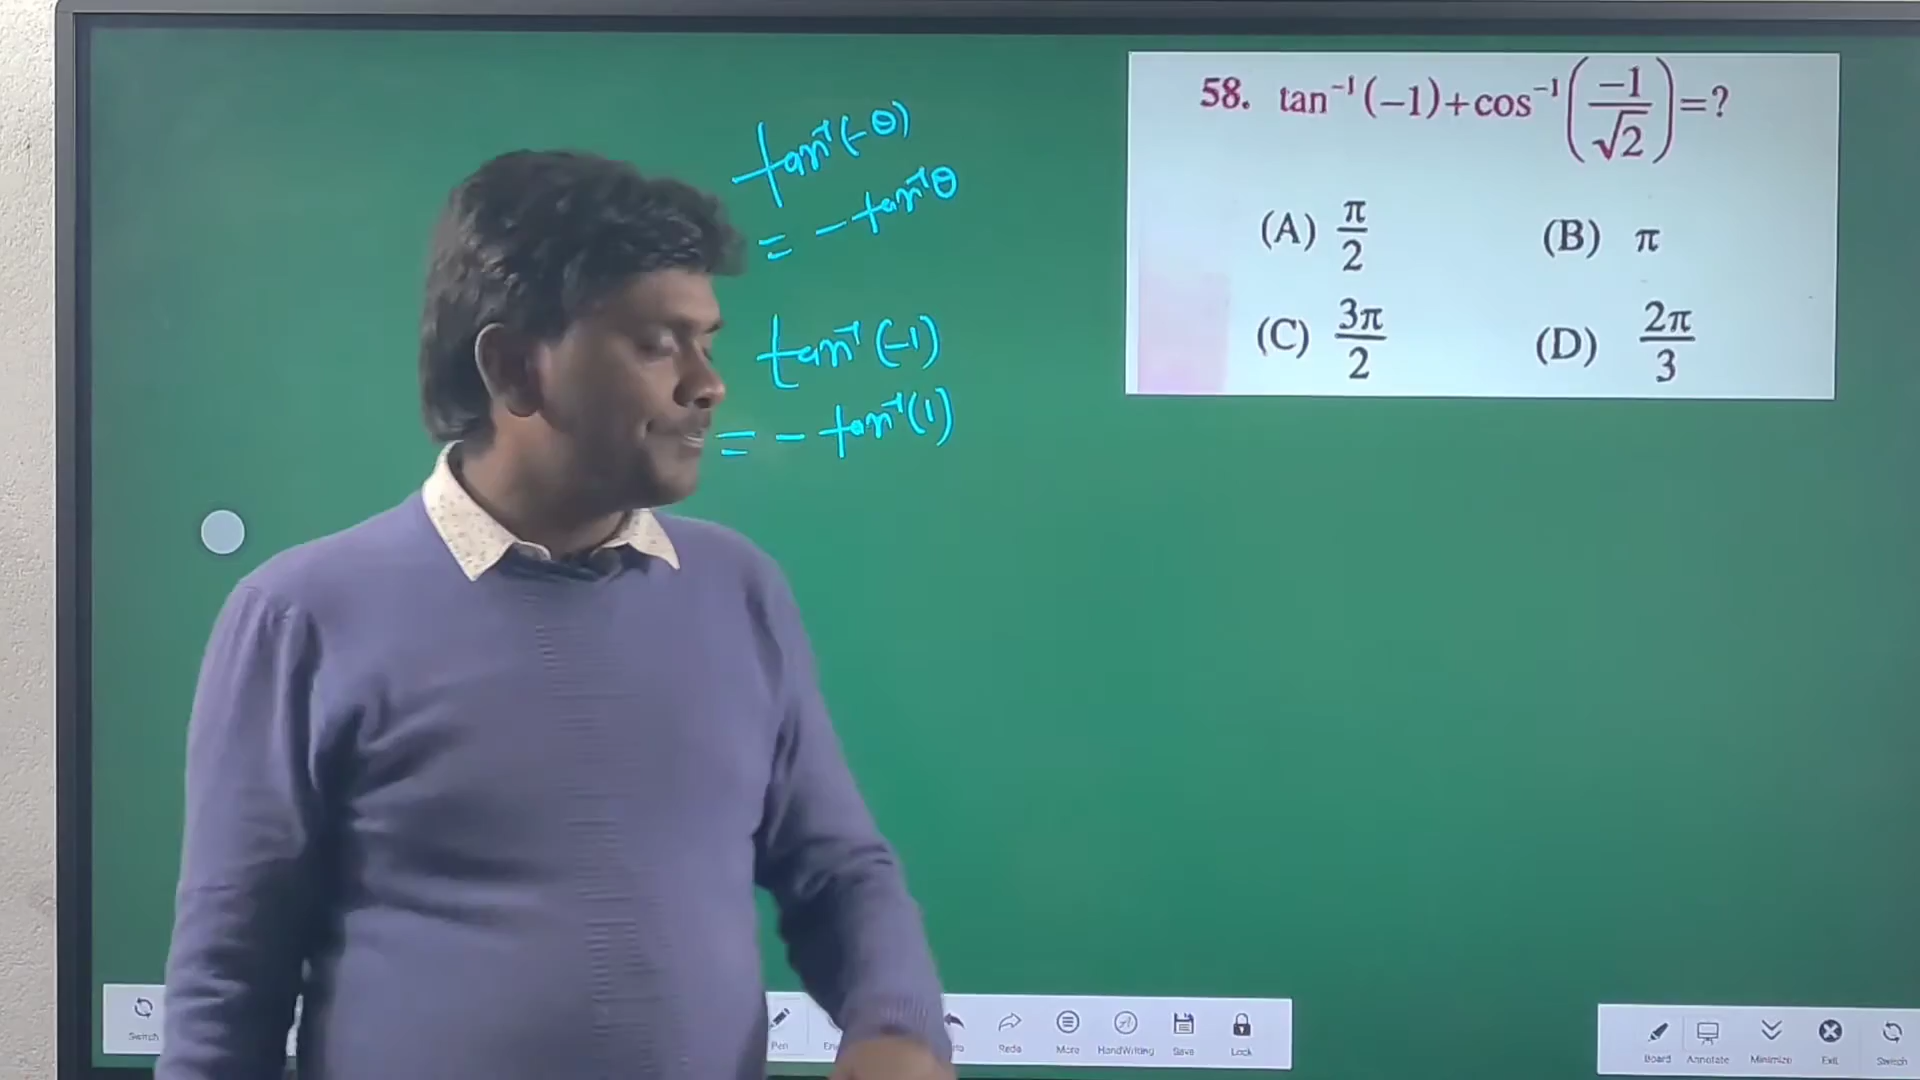 tan⁻¹(-θ)
= - tan⁻¹θ
tan⁻¹(-1)
= - tan⁻¹(1)
58. tan⁻¹(−1)+cos⁻¹(−1/√2)=?
(A) π/2 (B) π
(C) 3π/2 (D) 2π/3
Switch Pen Redo More HandWriting Save Lock
Board Annotate Minimize Exit Switch